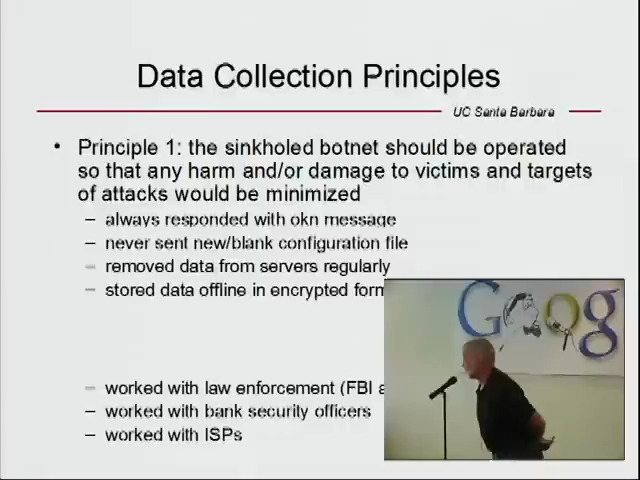 Data Collection Principles
UC Santa Barbara
• Principle 1: the sinkholed botnet should be operated
so that any harm and/or damage to victims and targets
of attacks would be minimized
– always responded with okn message
– never sent new/blank configuration file
– removed data from servers regularly
– stored data offline in encrypted form
– worked with law enforcement (FBI a
– worked with bank security officers
– worked with ISPs
Goog